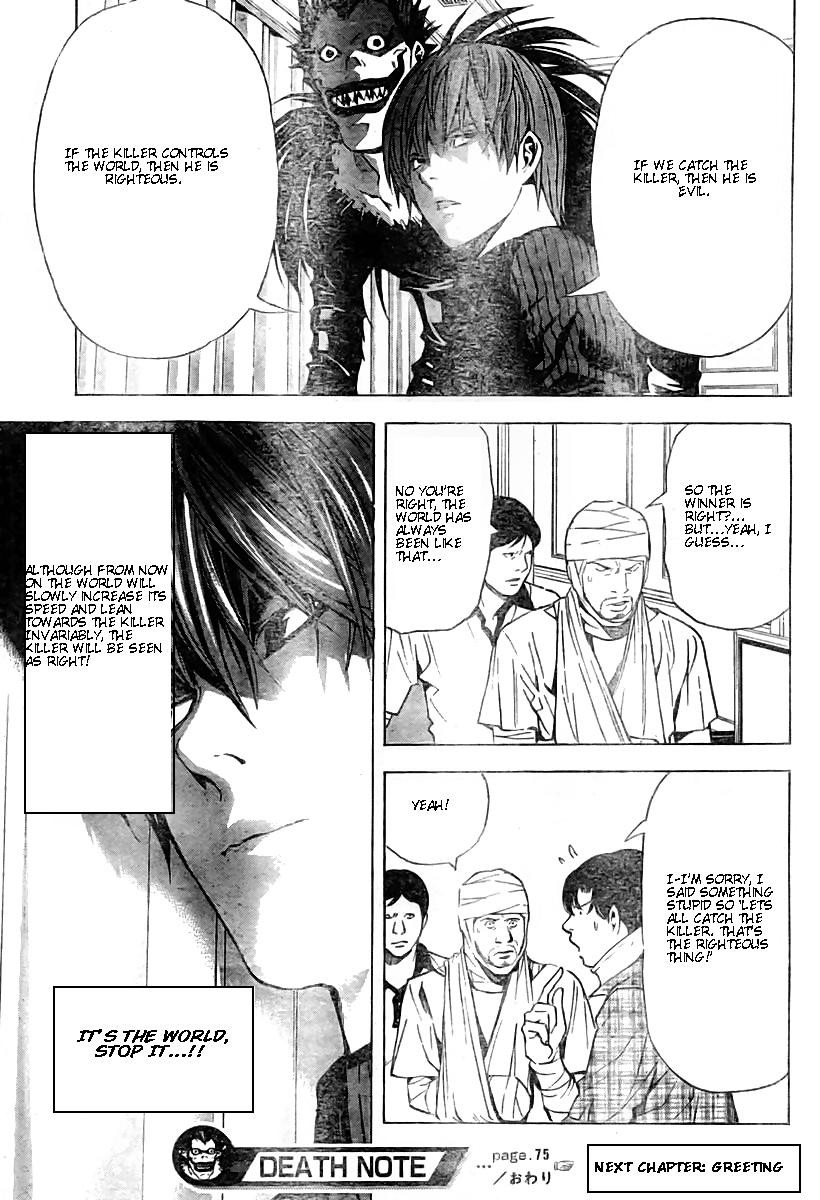 IF WE CATCH THE
KILLER, THEN HE IS
EVIL.
IF THE KILLER CONTROLS
THE WORLD, THEN HE IS
RIGHTEOUS.
SO THE
WINNER IS
RIGHT?...
BUT...YEAH, I
GUESS...
NO YOU'RE
RIGHT, THE
WORLD HAS
ALWAYS
BEEN LIKE
THAT...
I-I'M SORRY, I
SAID SOMETHING
STUPID SO 'LETS
ALL CATCH THE
KILLER. THAT'S
THE RIGHTEOUS
THING!'
YEAH!
ALTHOUGH FROM NOW
ON THE WORLD WILL
SLOWLY INCREASE ITS
SPEED AND LEAN
TOWARDS THE KILLER
INVARIABLY, THE
KILLER WILL BE SEEN
AS RIGHT!
IT'S THE WORLD,
STOP IT...!!
DEATH NOTE
...page.75
/おわり
NEXT CHAPTER: GREETING